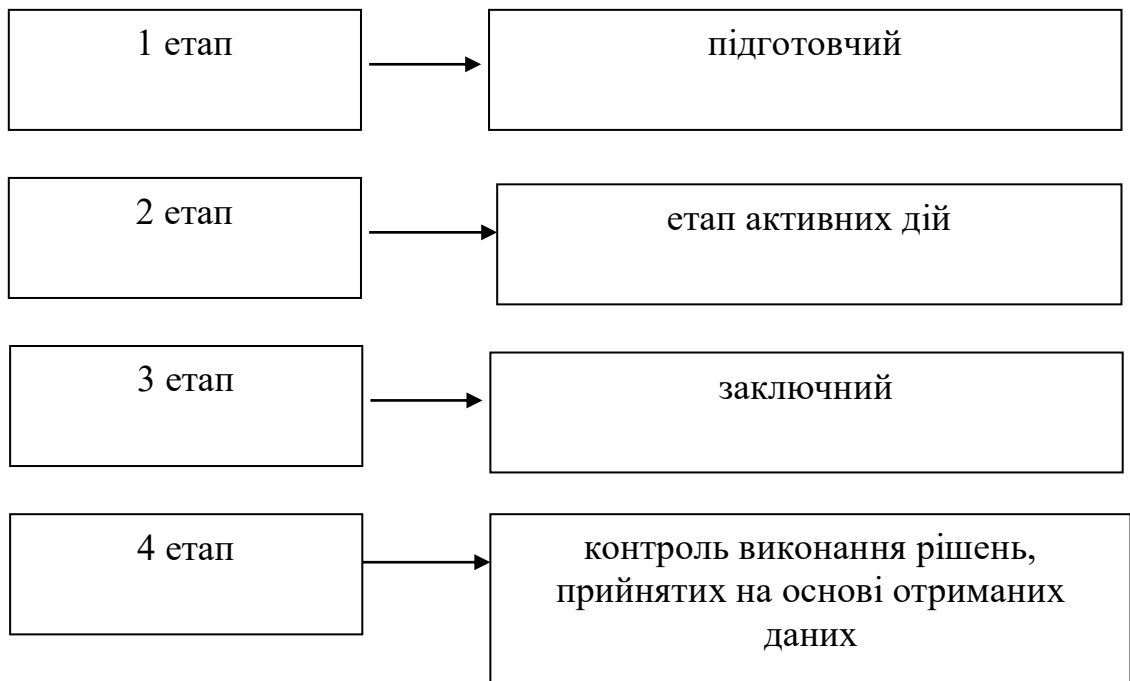 1 етап
підготовчий
2 етап
етап активних дій
3 етап
заключний
4 етап
контроль виконання рішень,
прийнятих на основі отриманих
даних